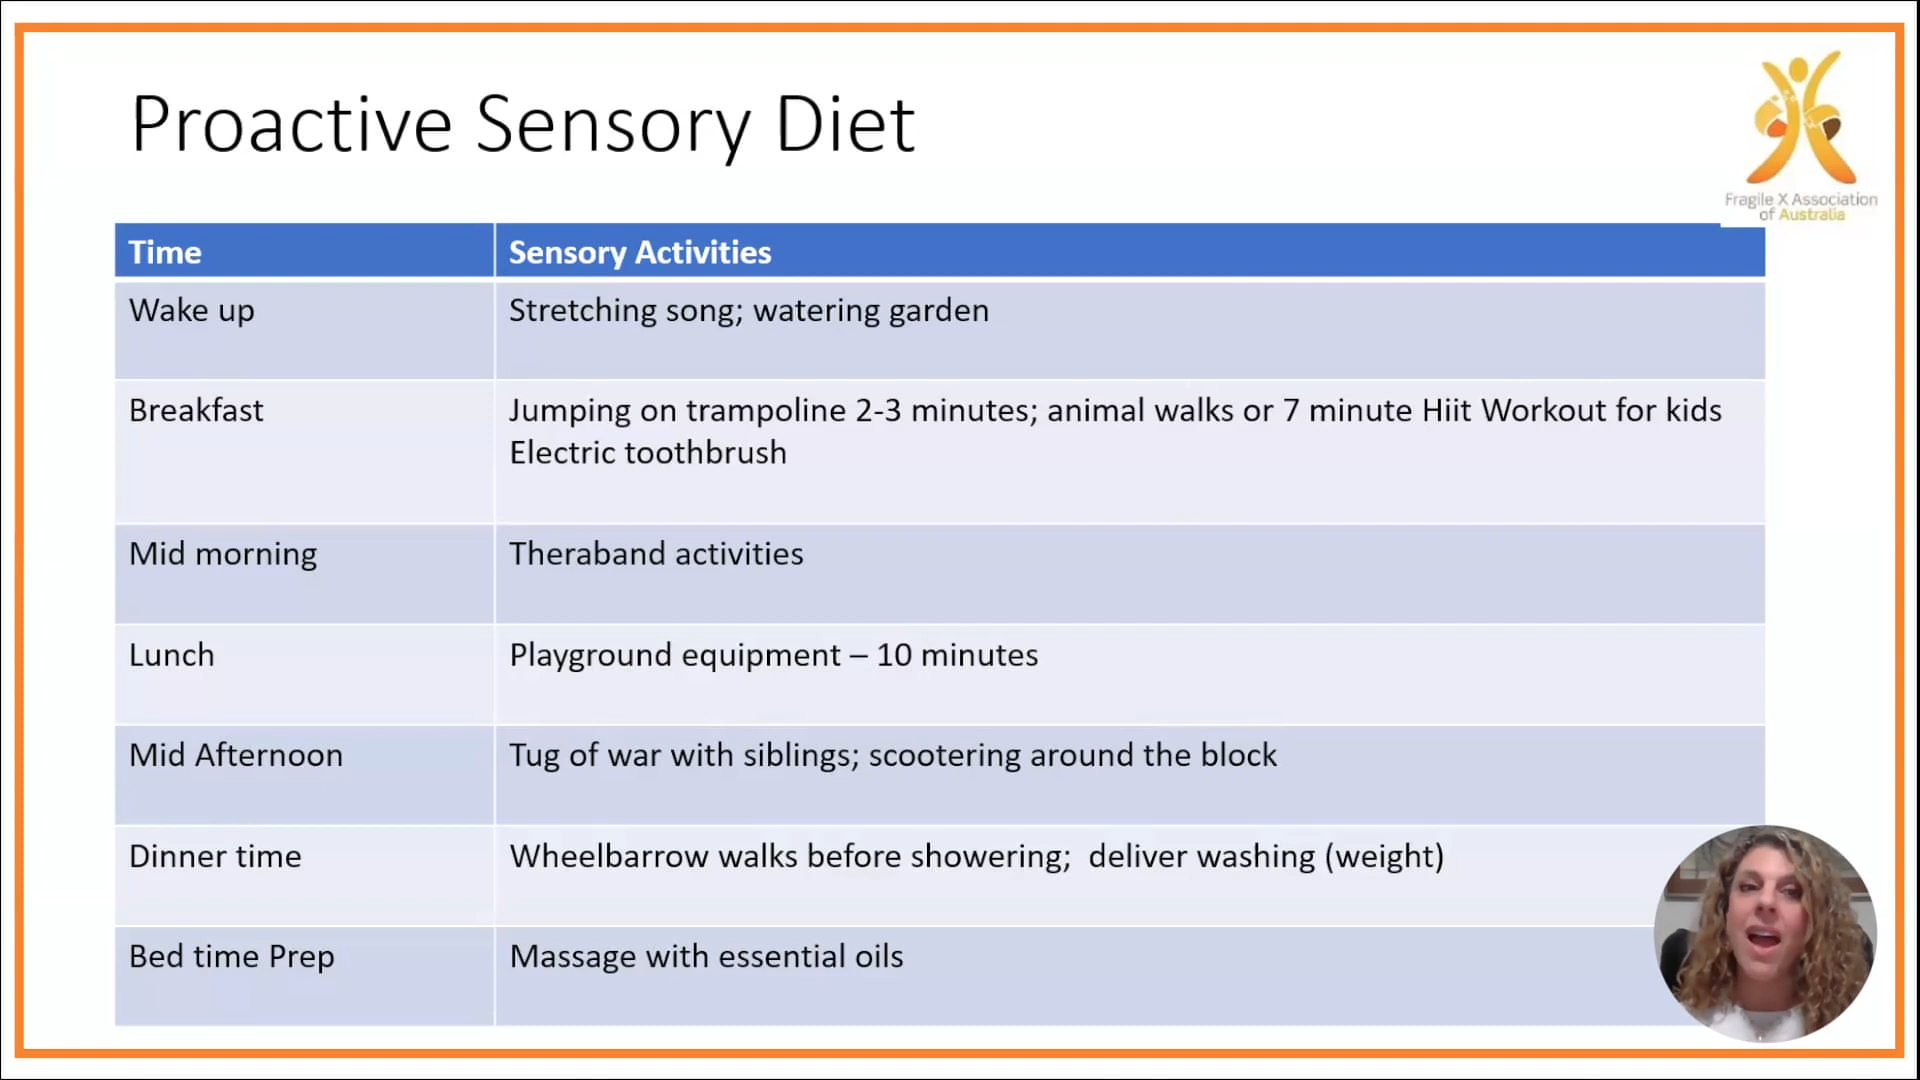 Proactive Sensory Diet
Fragile X Association
of Australia
Time
Sensory Activities
Wake up
Stretching song; watering garden
Breakfast
Jumping on trampoline 2-3 minutes; animal walks or 7 minute Hiit Workout for kids
Electric toothbrush
Mid morning
Theraband activities
Lunch
Playground equipment – 10 minutes
Mid Afternoon
Tug of war with siblings; scootering around the block
Dinner time
Wheelbarrow walks before showering;  deliver washing (weight)
Bed time Prep
Massage with essential oils